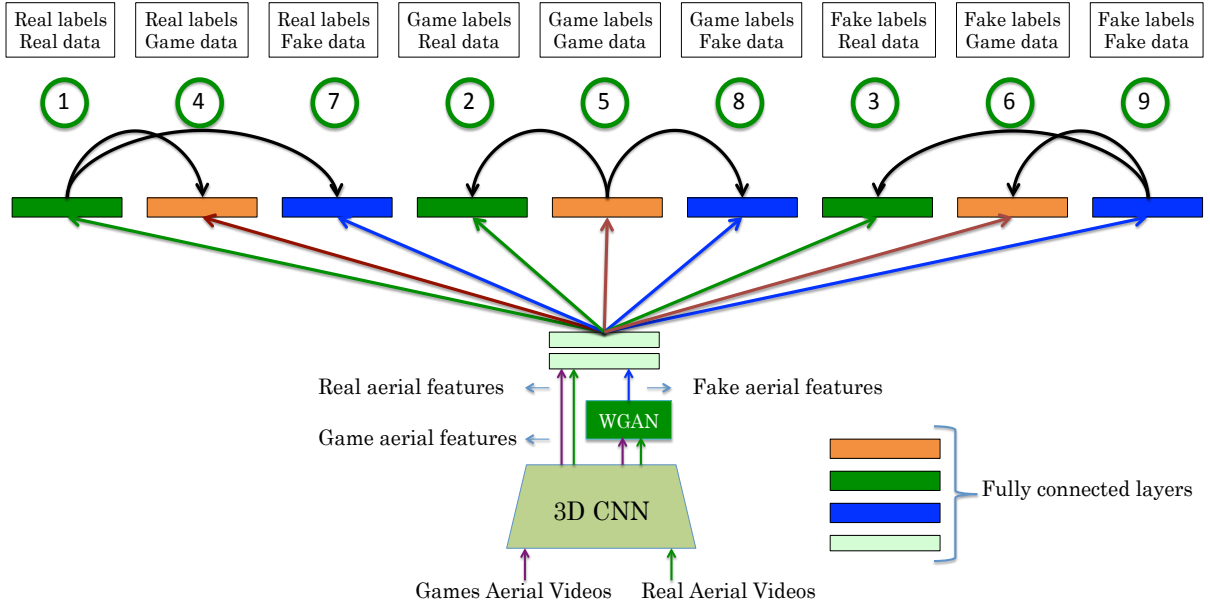 Real labels
Real data
Real labels
Game data
Real labels
Fake data
Game labels
Real data
Game labels
Game data
Game labels
Fake data
Fake labels
Real data
Fake labels
Game data
Fake labels
Fake data
1
4
7
2
5
8
3
6
9
Real aerial features
Fake aerial features
WGAN
Game aerial features
3D CNN
Fully connected layers
Games Aerial Videos
Real Aerial Videos